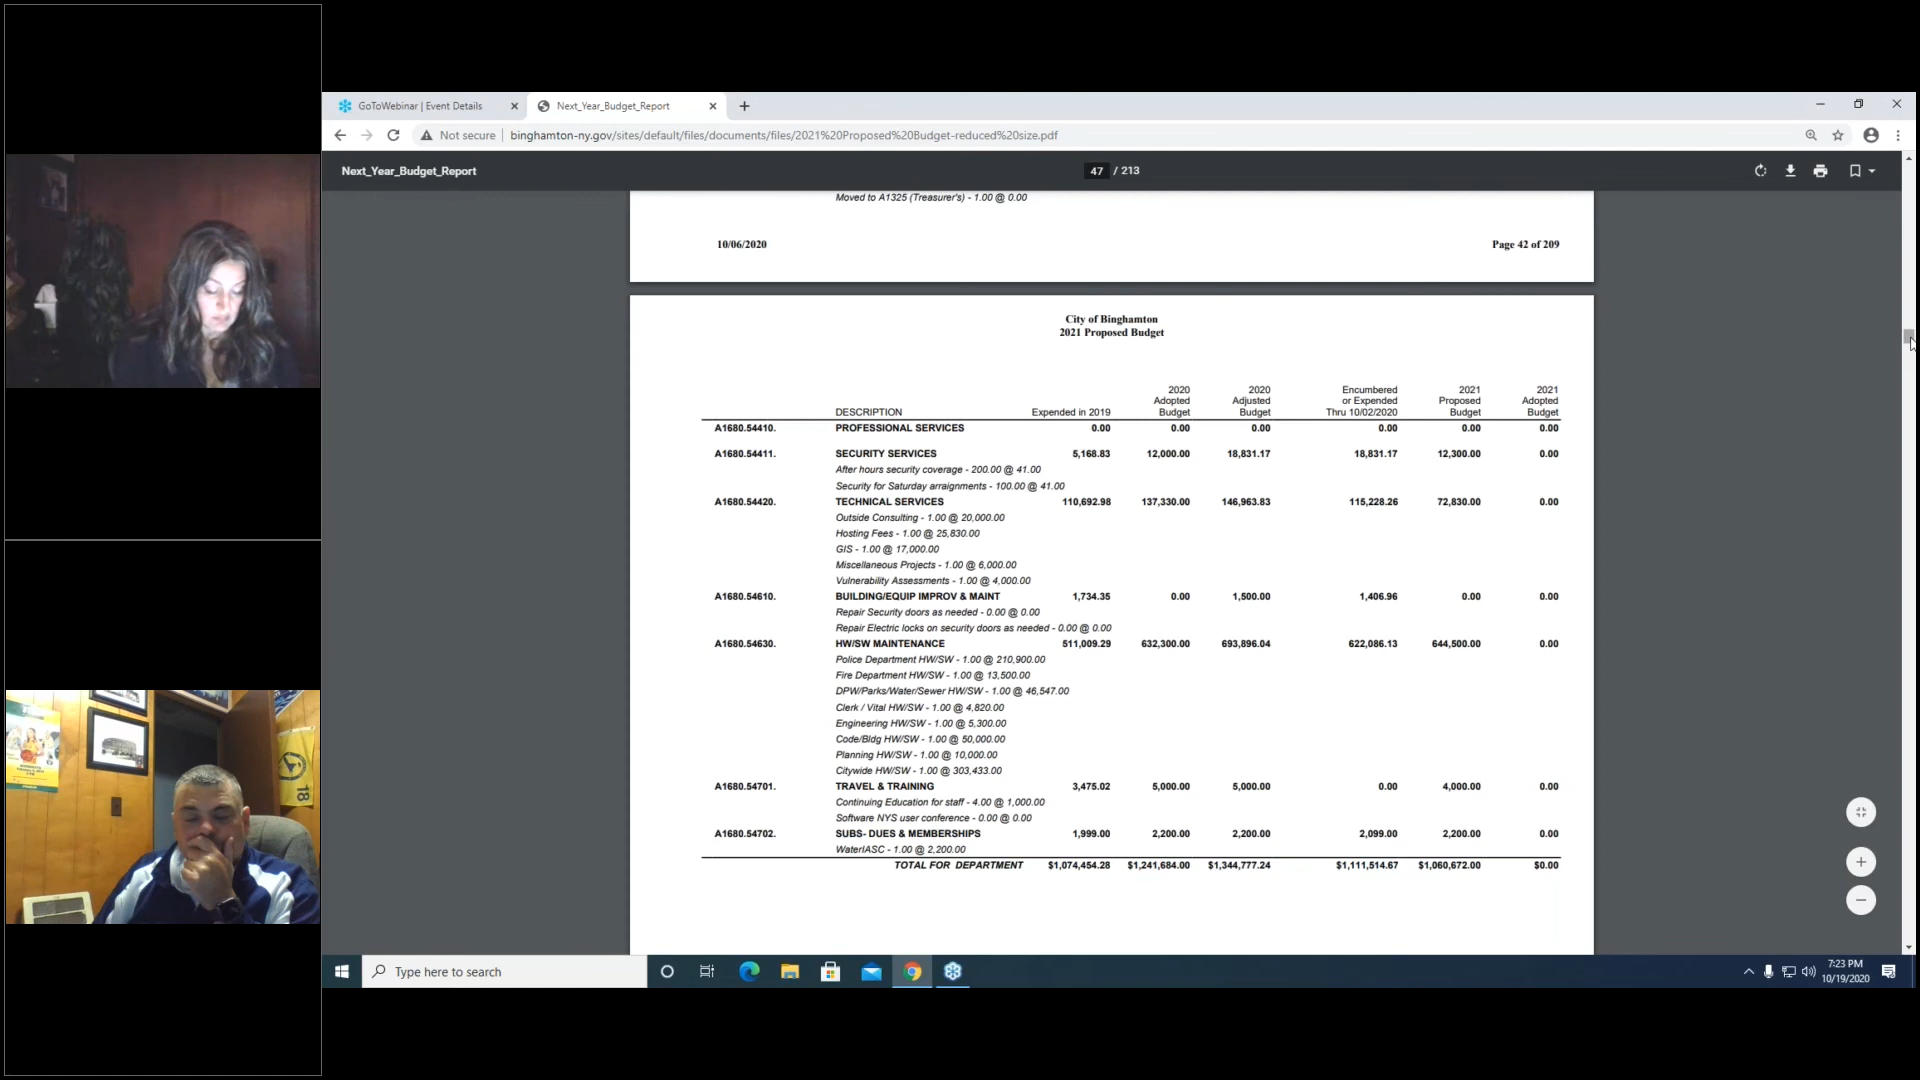 GoToWebinar | Event Details
Next_Year_Budget_Report
Not secure | binghamton-ny.gov/sites/default/files/documents/files/2021%20Proposed%20Budget-reduced%20size.pdf
Next_Year_Budget_Report
47 / 213
Moved to A1325 (Treasurer's) - 1.00 @ 0.00
10/06/2020 Page 42 of 209
City of Binghamton
2021 Proposed Budget
2020 2020 Encumbered 2021 2021
Adopted Adjusted or Expended Proposed Adopted
DESCRIPTION Expended in 2019 Budget Budget Thru 10/02/2020 Budget Budget
A1680.54410. PROFESSIONAL SERVICES 0.00 0.00 0.00 0.00 0.00 0.00
A1680.54411. SECURITY SERVICES 5,168.83 12,000.00 18,831.17 18,831.17 12,300.00 0.00
After hours security coverage - 200.00 @ 41.00
Security for Saturday arraignments - 100.00 @ 41.00
A1680.54420. TECHNICAL SERVICES 110,692.98 137,330.00 146,963.83 115,228.26 72,830.00 0.00
Outside Consulting - 1.00 @ 20,000.00
Hosting Fees - 1.00 @ 25,830.00
GIS - 1.00 @ 17,000.00
Miscellaneous Projects - 1.00 @ 6,000.00
Vulnerability Assessments - 1.00 @ 4,000.00
A1680.54610. BUILDING/EQUIP IMPROV & MAINT 1,734.35 0.00 1,500.00 1,406.96 0.00 0.00
Repair Security doors as needed - 0.00 @ 0.00
Repair Electric locks on security doors as needed - 0.00 @ 0.00
A1680.54630. HW/SW MAINTENANCE 511,009.29 632,300.00 693,896.04 622,086.13 644,500.00 0.00
Police Department HW/SW - 1.00 @ 210,900.00
Fire Department HW/SW - 1.00 @ 13,500.00
DPW/Parks/Water/Sewer HW/SW - 1.00 @ 46,547.00
Clerk / Vital HW/SW - 1.00 @ 4,820.00
Engineering HW/SW - 1.00 @ 5,300.00
Code/Bldg HW/SW - 1.00 @ 50,000.00
Planning HW/SW - 1.00 @ 10,000.00
Citywide HW/SW - 1.00 @ 303,433.00
A1680.54701. TRAVEL & TRAINING 3,475.02 5,000.00 5,000.00 0.00 4,000.00 0.00
Continuing Education for staff - 4.00 @ 1,000.00
Software NYS user conference - 0.00 @ 0.00
A1680.54702. SUBS- DUES & MEMBERSHIPS 1,999.00 2,200.00 2,200.00 2,099.00 2,200.00 0.00
WaterIASC - 1.00 @ 2,200.00
TOTAL FOR DEPARTMENT $1,074,454.28 $1,241,684.00 $1,344,777.24 $1,111,514.67 $1,060,672.00 $0.00
18
Type here to search
7:23 PM
10/19/2020